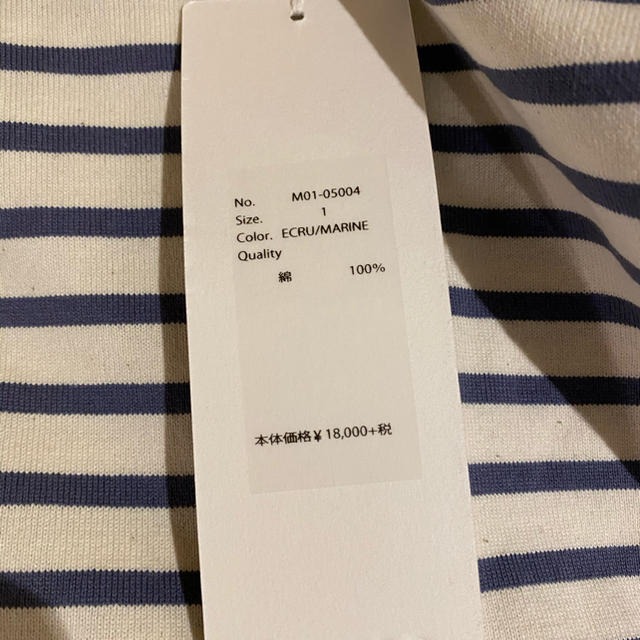 No. M01-05004
Size. 1
Color. ECRU/MARINE
Quality
綿 100%
本体価格¥18,000+税